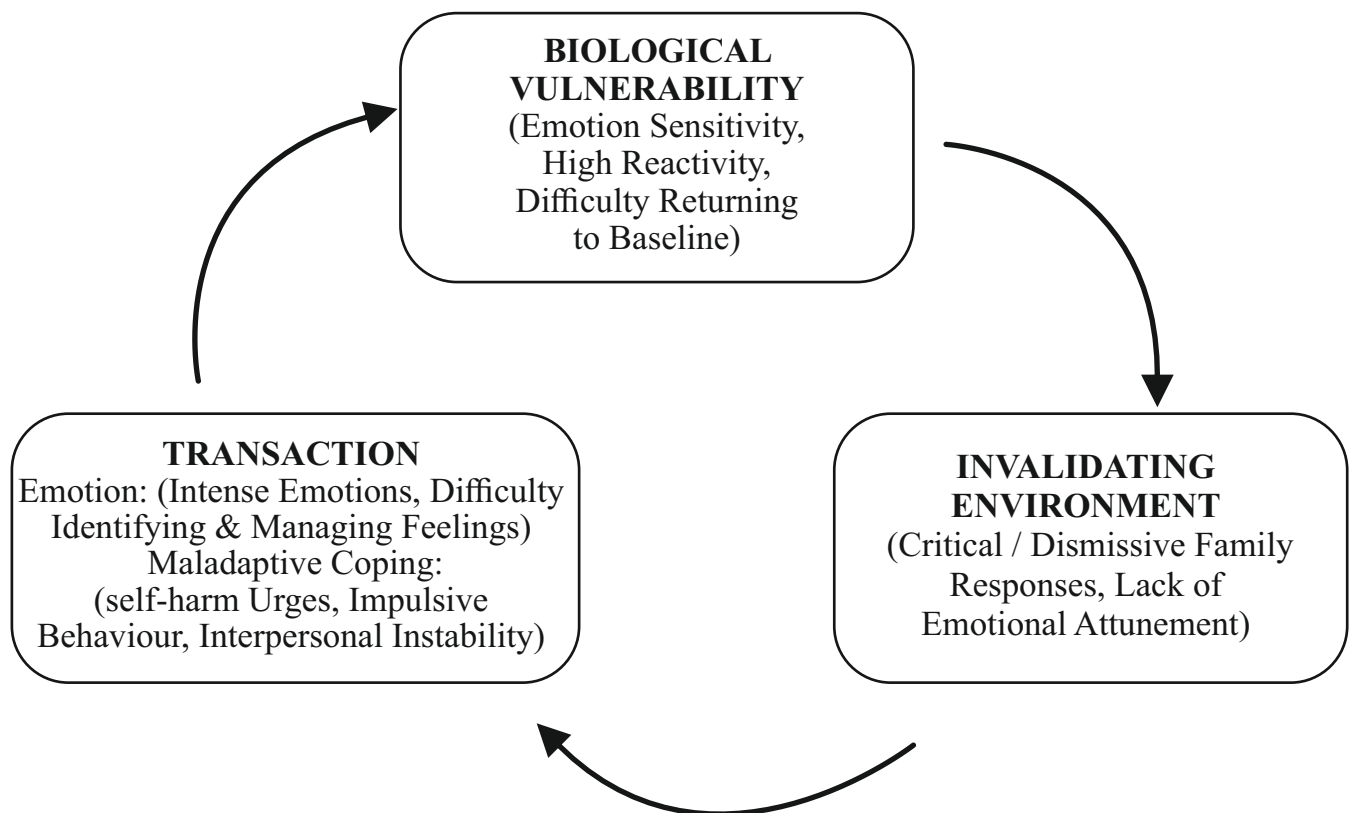 BIOLOGICAL
VULNERABILITY
(Emotion Sensitivity,
High Reactivity,
Difficulty Returning
to Baseline)
TRANSACTION
Emotion: (Intense Emotions, Difficulty
Identifying & Managing Feelings)
Maladaptive Coping:
(self-harm Urges, Impulsive
Behaviour, Interpersonal Instability)
INVALIDATING
ENVIRONMENT
(Critical / Dismissive Family
Responses, Lack of
Emotional Attunement)